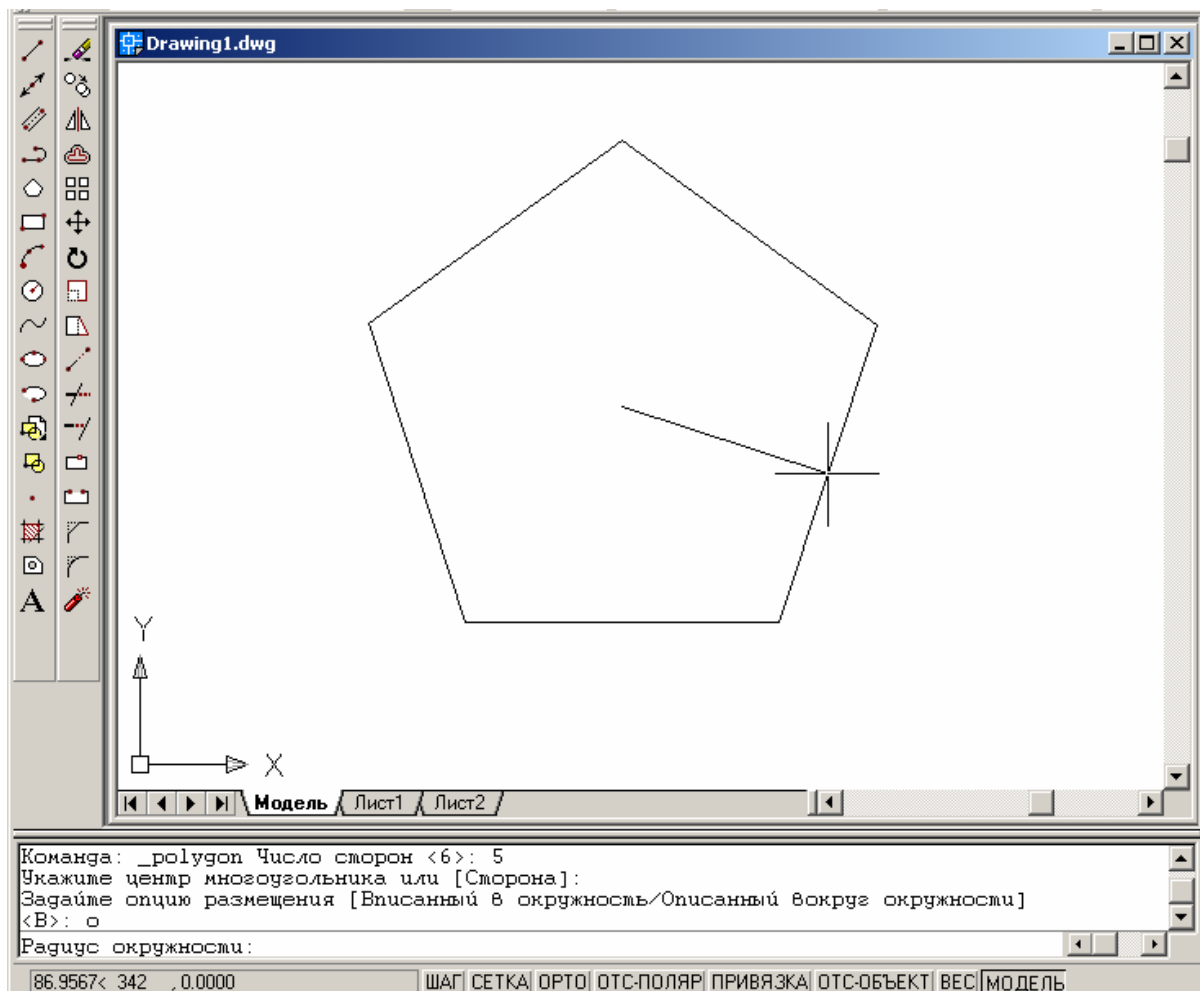 Drawing1.dwg
A
Y
X
Модель Лист1 Лист2
Команда: _polygon Число сторон <6>: 5
Укажите центр многоугольника или [Сторона]:
Задайте опцию размещения [Вписанный в окружность/Описанный вокруг окружности]
<В>: о
Радиус окружности:
86.9567< 342 , 0.0000 ШАГ СЕТКА ОРТО ОТС-ПОЛЯР ПРИВЯЗКА ОТС-ОБЪЕКТ ВЕС МОДЕЛЬ